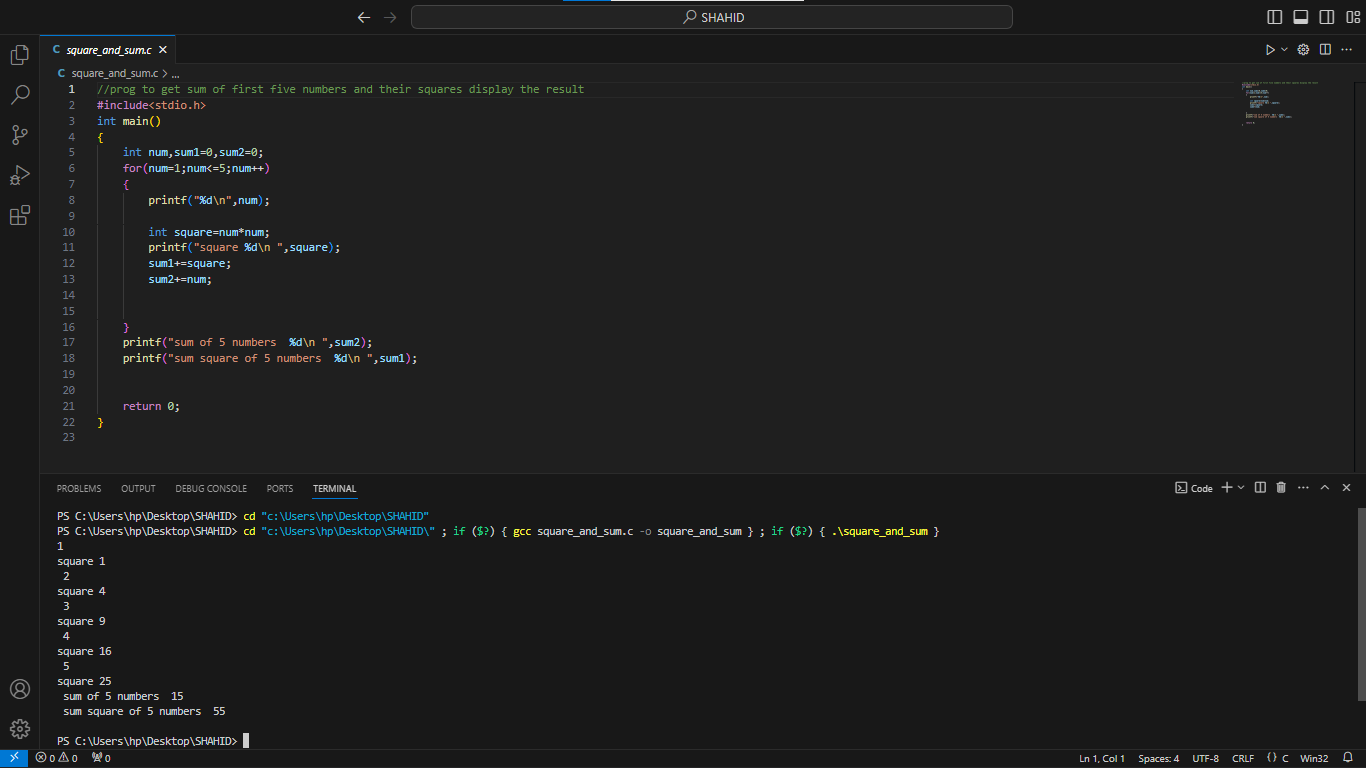 SHAHID
C square_and_sum.c
C square_and_sum.c > ...
1 //prog to get sum of first five numbers and their squares display the result
2 #include<stdio.h>
3 int main()
4 {
5     int num,sum1=0,sum2=0;
6     for(num=1;num<=5;num++)
7     {
8         printf("%d\n",num);
9
10         int square=num*num;
11         printf("square %d\n ",square);
12         sum1+=square;
13         sum2+=num;
14
15
16     }
17     printf("sum of 5 numbers  %d\n ",sum2);
18     printf("sum square of 5 numbers  %d\n ",sum1);
19
20
21     return 0;
22 }
23
PROBLEMS OUTPUT DEBUG CONSOLE PORTS TERMINAL Code
PS C:\Users\hp\Desktop\SHAHID> cd "c:\Users\hp\Desktop\SHAHID"
PS C:\Users\hp\Desktop\SHAHID> cd "c:\Users\hp\Desktop\SHAHID\" ; if ($?) { gcc square_and_sum.c -o square_and_sum } ; if ($?) { .\square_and_sum }
1
square 1
 2
square 4
 3
square 9
 4
square 16
 5
square 25
 sum of 5 numbers  15
 sum square of 5 numbers  55
PS C:\Users\hp\Desktop\SHAHID>
0 0 0 Ln 1, Col 1 Spaces: 4 UTF-8 CRLF {} C Win32